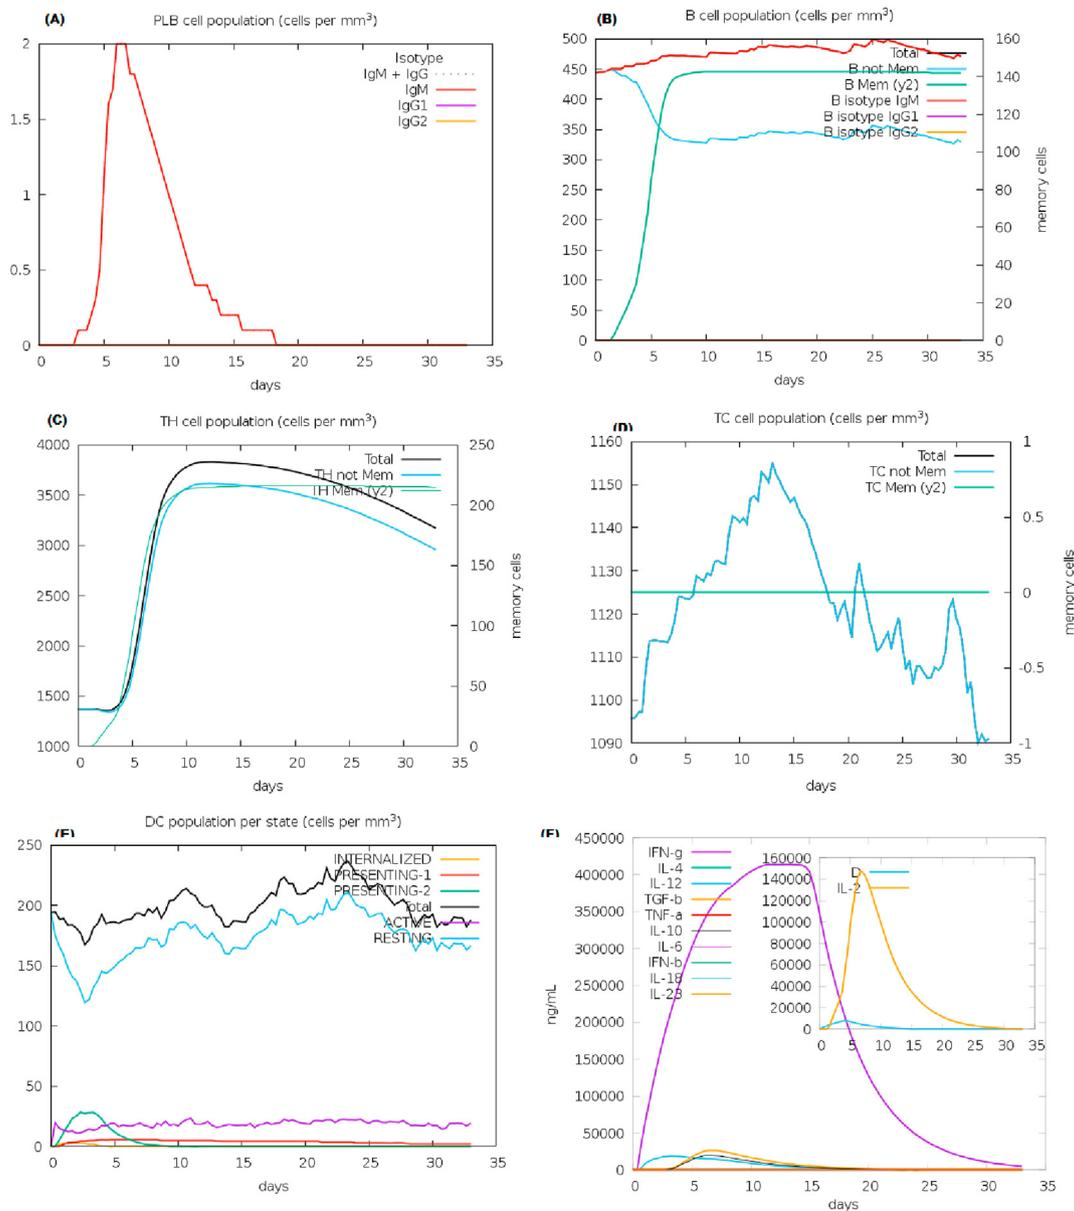 (A)
PLB cell population (cells per mm³)
2
1.5
1
0.5
0
Isotype
IgM + IgG
IgM
IgG1
IgG2
0 5 10 15 20 25 30 35
days
(B)
B cell population (cells per mm³)
500
450
400
350
300
250
200
150
100
50
0
Total
B not Mem
B Mem (y2)
B isotype IgM
B isotype IgG1
B isotype IgG2
160
140
120
100
80
60
40
20
0
memory cells
0 5 10 15 20 25 30 35
days
(C)
TH cell population (cells per mm³)
4000
3500
3000
2500
2000
1500
1000
Total
TH not Mem
TH Mem (y2)
250
200
150
100
50
0
memory cells
0 5 10 15 20 25 30 35
days
(D)
TC cell population (cells per mm³)
1160
1150
1140
1130
1120
1110
1100
1090
Total
TC not Mem
TC Mem (y2)
1
0.5
0
-0.5
-1
memory cells
0 5 10 15 20 25 30 35
days
DC population per state (cells per mm³)
250
200
150
100
50
0
INTERNALIZED
PRESENTING-1
PRESENTING-2
Total
ACTIVE
RESTING
0 5 10 15 20 25 30 35
days
450000
400000
350000
300000
250000
200000
150000
100000
50000
0
ng/mL
IFN-g
IL-4
IL-12
TGF-b
TNF-a
IL-10
IL-6
IFN-b
IL-18
IL-23
160000
140000
120000
100000
80000
60000
40000
20000
0
D
IL-2
0 5 10 15 20 25 30 35
0 5 10 15 20 25 30 35
days